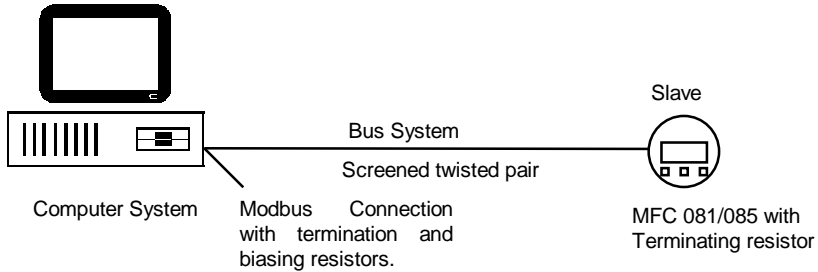 Slave
Bus System
Screened twisted pair
Computer System
Modbus Connection
with termination and
biasing resistors.
MFC 081/085 with
Terminating resistor